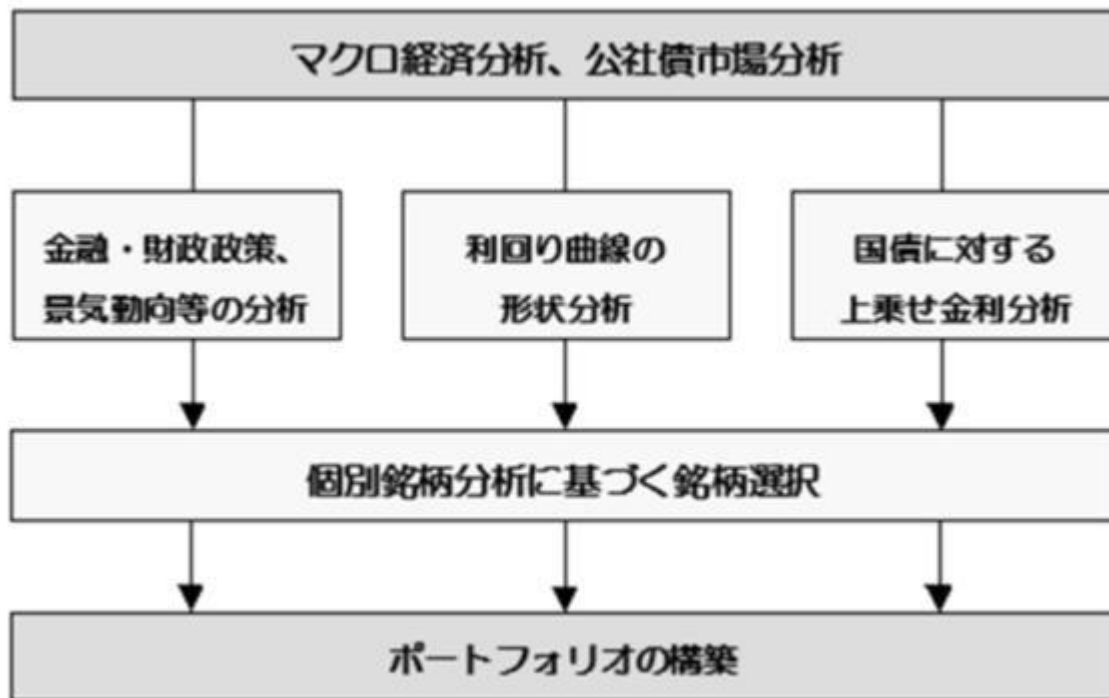 マクロ経済分析、公社債市場分析
金融・財政政策、
景気動向等の分析
利回り曲線の
形状分析
国債に対する
上乗せ金利分析
個別銘柄分析に基づく銘柄選択
ポートフォリオの構築